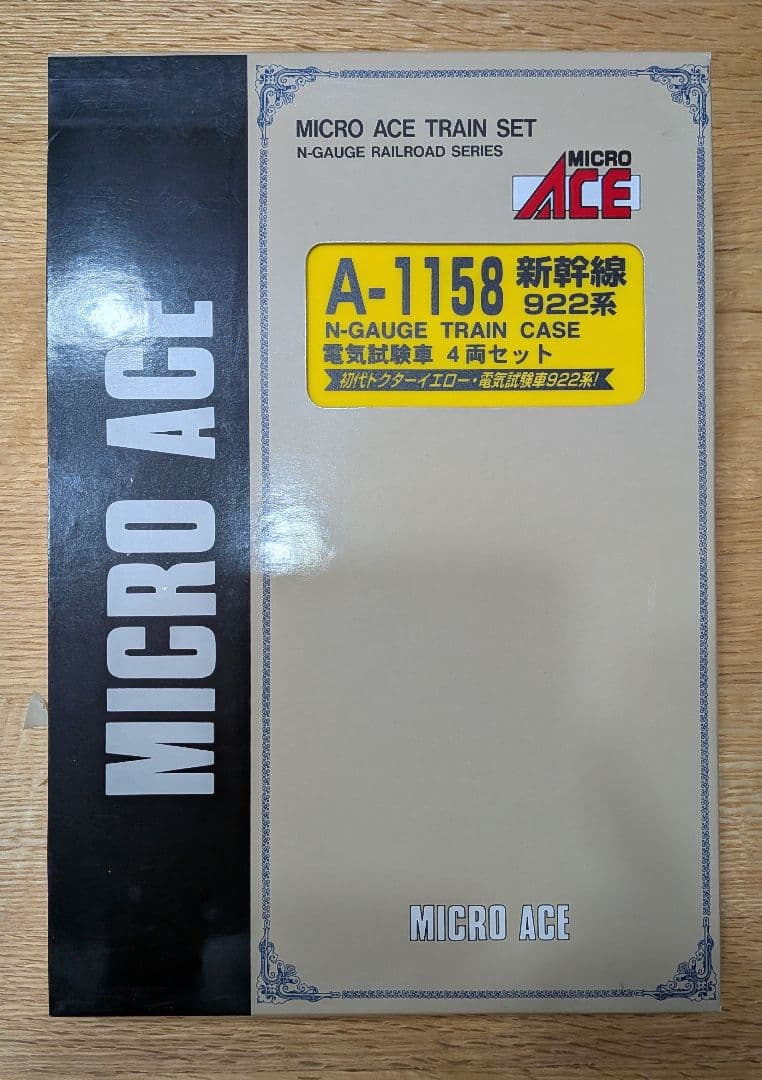 MICRO ACE
MICRO ACE TRAIN SET
N-GAUGE RAILROAD SERIES
MICRO
ACE
A-1158 新幹線
922系
N-GAUGE TRAIN CASE
電気試験車 4両セット
初代ドクターイエロー・電気試験車922系!
MICRO ACE